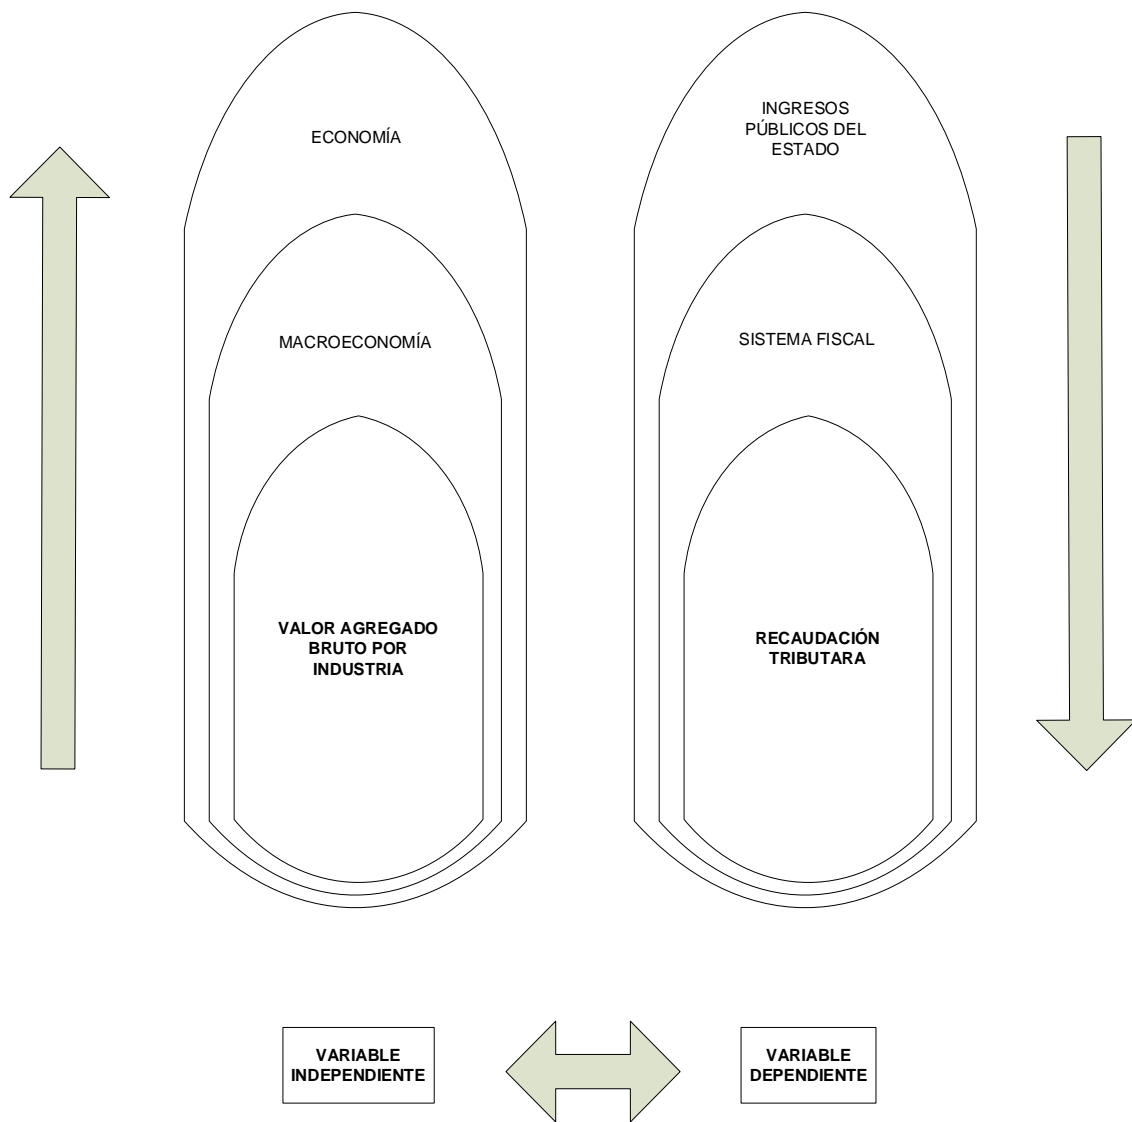 ECONOMÍA
MACROECONOMÍA
VALOR AGREGADO
BRUTO POR
INDUSTRIA
INGRESOS
PÚBLICOS DEL
ESTADO
SISTEMA FISCAL
RECAUDACIÓN
TRIBUTARA
VARIABLE
INDEPENDIENTE
VARIABLE
DEPENDIENTE